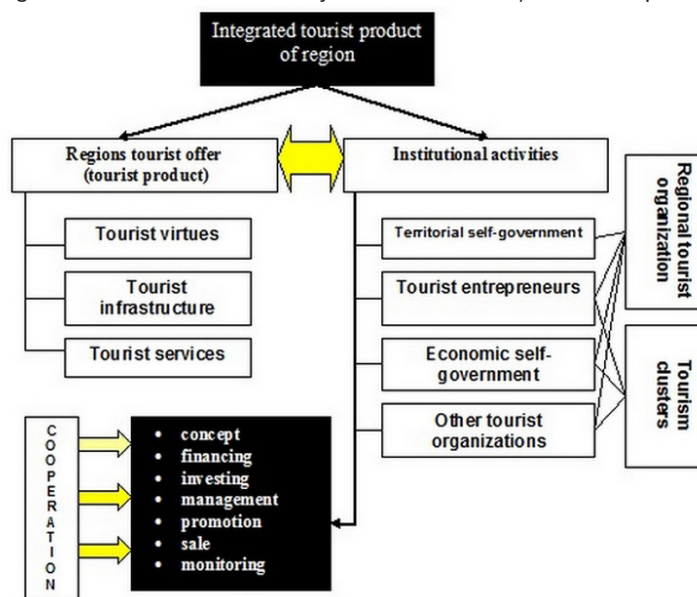 Integrated tourist product
of region
Regions tourist offer
(tourist product)
Institutional activities
Tourist virtues
Tourist
infrastructure
Tourist services
Territorial self-government
Tourist entrepreneurs
Economic self-
government
Other tourist
organizations
Regional tourist
organization
Tourism
clusters
COOPERATION
• concept
• financing
• investing
• management
• promotion
• sale
• monitoring